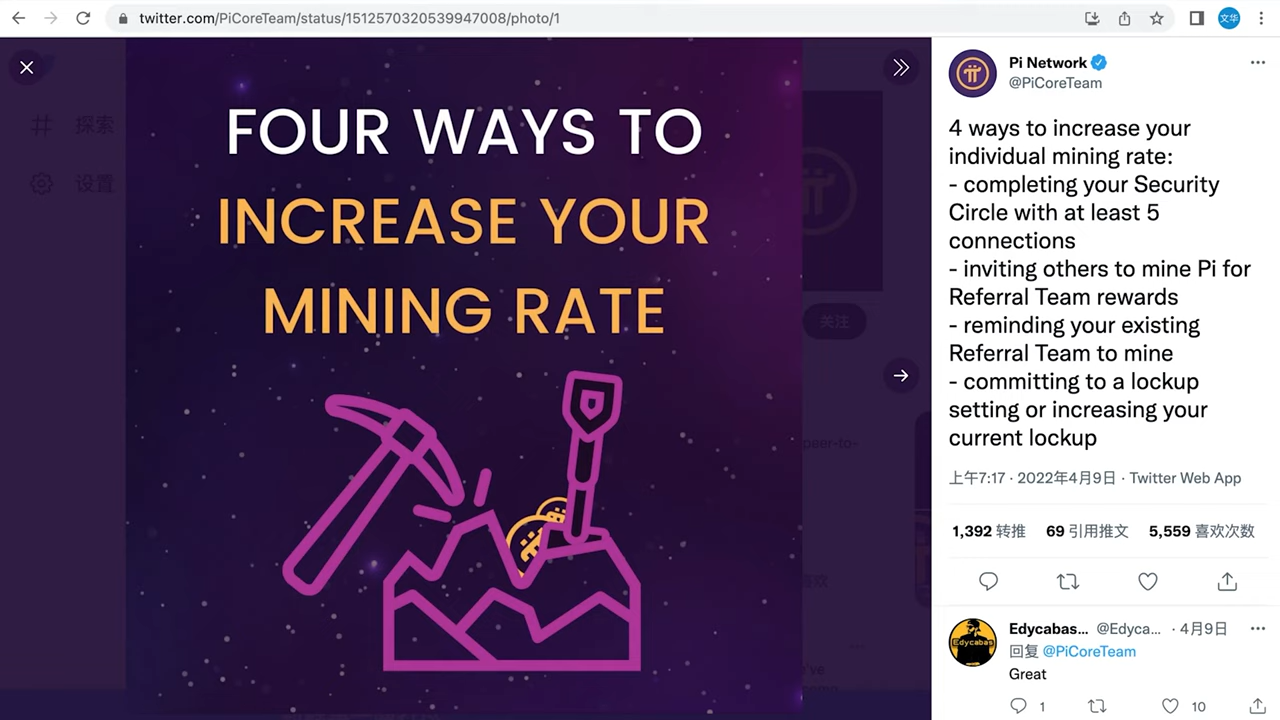 twitter.com/PiCoreTeam/status/1512570320539947008/photo/1
文华
探索
设置
FOUR WAYS TO
INCREASE YOUR
MINING RATE
关注
peer-to-
Pi Network
@PiCoreTeam
4 ways to increase your
individual mining rate:
- completing your Security
Circle with at least 5
connections
- inviting others to mine Pi for
Referral Team rewards
- reminding your existing
Referral Team to mine
- committing to a lockup
setting or increasing your
current lockup
上午7:17 · 2022年4月9日 · Twitter Web App
1,392 转推 69 引用推文 5,559 喜欢次数
Edycabas... @Edyca... · 4月9日
Edycabas
回复 @PiCoreTeam
Great
1 10